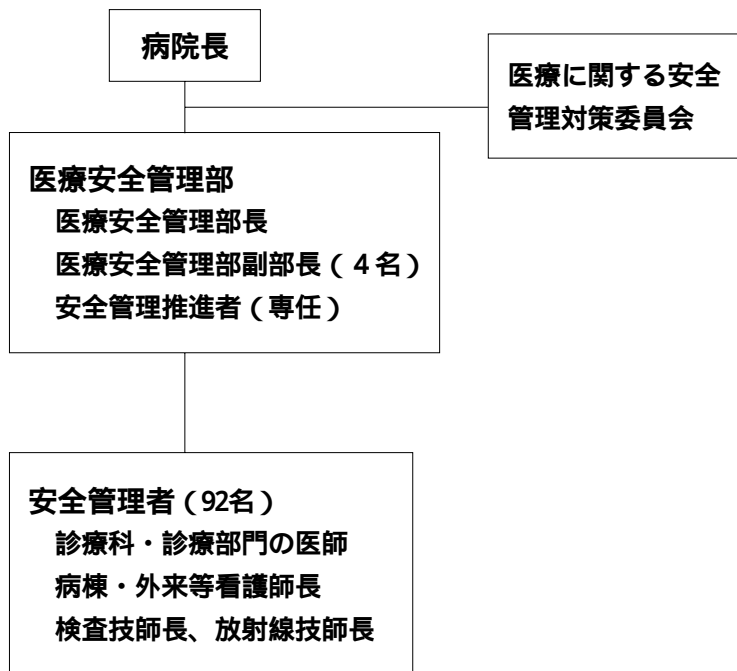 病院長
医療に関する安全
管理対策委員会
医療安全管理部
医療安全管理部長
医療安全管理部副部長(4名)
安全管理推進者(専任)
安全管理者(92名)
診療科・診療部門の医師
病棟・外来等看護師長
検査技師長、放射線技師長